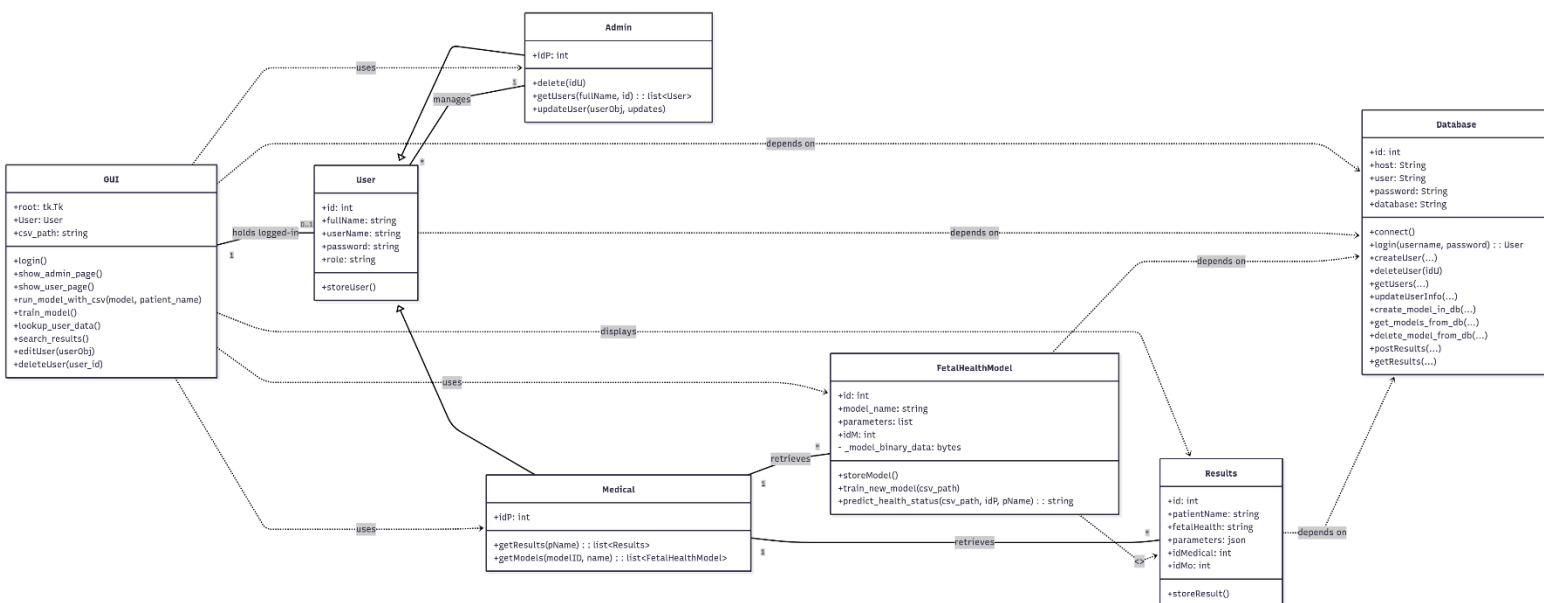 Admin
+idP: int
+delete(idU)
+getUsers(fullName, id) : : list<User>
+updateUser(userObj, updates)
uses
1
manages
*
depends on
Database
+id: int
+host: String
+user: String
+password: String
+database: String
+connect()
+login(username, password) : : User
+createUser(...)
+deleteUser(idU)
+getUsers(...)
+updateUserInfo(...)
+create_model_in_db(...)
+get_models_from_db(...)
+delete_model_from_db(...)
+postResults(...)
+getResults(...)
GUI
+root: tk.Tk
+User: User
+csv_path: string
+login()
+show_admin_page()
+show_user_page()
+run_model_with_csv(model, patient_name)
+train_model()
+lookup_user_data()
+search_results()
+editUser(userObj)
+deleteUser(user_id)
User
+id: int
+fullName: string
+userName: string
+password: string
+role: string
+storeUser()
0..1
holds logged-in
1
depends on
depends on
displays
uses
FetalHealthModel
+id: int
+model_name: string
+parameters: list
+idM: int
- _model_binary_data: bytes
+storeModel()
+train_new_model(csv_path)
+predict_health_status(csv_path, idP, pName) : : string
*
retrieves
1
Medical
+idP: int
+getResults(pName) : : list<Results>
+getModels(modelID, name) : : list<FetalHealthModel>
uses
*
retrieves
1
<>
Results
+id: int
+patientName: string
+fetalHealth: string
+parameters: json
+idMedical: int
+idMo: int
+storeResult()
depends on